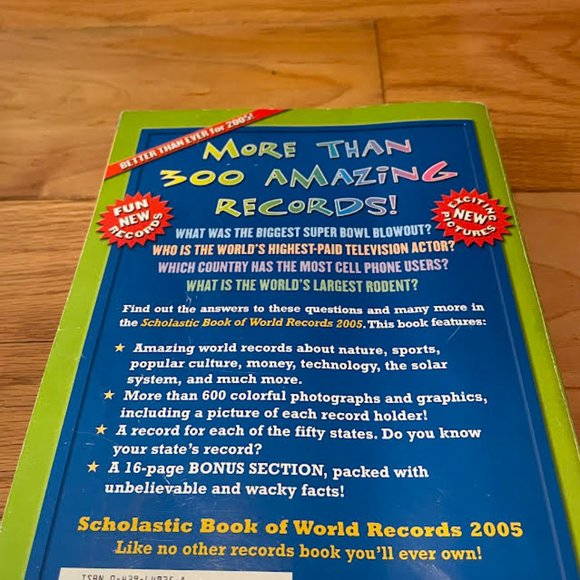 BETTER THAN EVER for 2005!
MORE THAN
300 AMAZING
RECORDS!
FUN
NEW
RECORDS
EXCITING
NEW
PICTURES
WHAT WAS THE BIGGEST SUPER BOWL BLOWOUT?
WHO IS THE WORLD'S HIGHEST-PAID TELEVISION ACTOR?
WHICH COUNTRY HAS THE MOST CELL PHONE USERS?
WHAT IS THE WORLD'S LARGEST RODENT?
Find out the answers to these questions and many more in
the Scholastic Book of World Records 2005. This book features:
★ Amazing world records about nature, sports,
popular culture, money, technology, the solar
system, and much more.
★ More than 600 colorful photographs and graphics,
including a picture of each record holder!
★ A record for each of the fifty states. Do you know
your state's record?
★ A 16-page BONUS SECTION, packed with
unbelievable and wacky facts!
Scholastic Book of World Records 2005
Like no other records book you'll ever own!
ISBN